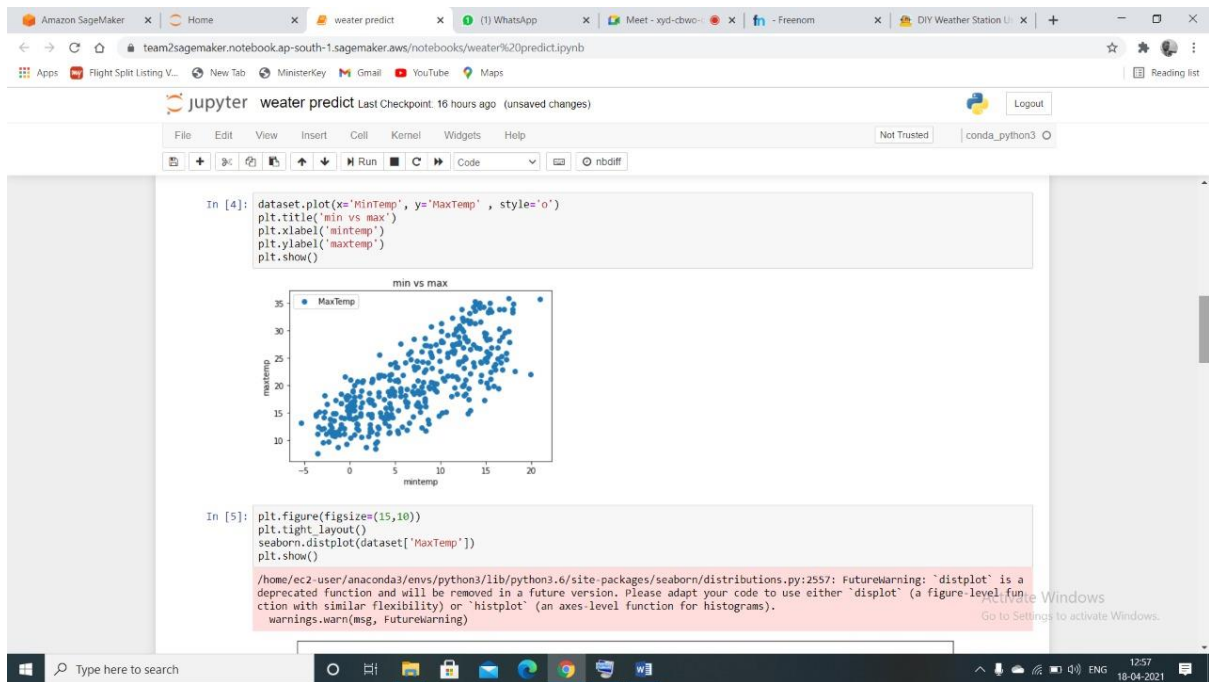 Amazon SageMaker
Home
weater predict
(1) WhatsApp
Meet - xyd-cbwo-
- Freenom
DIY Weather Station U
team2sagemaker.notebook.ap-south-1.sagemaker.aws/notebooks/weater%20predict.ipynb
Apps Flight Split Listing V... New Tab MinisterKey Gmail YouTube Maps Reading list
jupyter weater predict Last Checkpoint: 16 hours ago (unsaved changes) Logout
File Edit View Insert Cell Kernel Widgets Help Not Trusted conda_python3
Run Code nbdiff
In [4]: dataset.plot(x='MinTemp', y='MaxTemp' , style='o')
plt.title('min vs max')
plt.xlabel('mintemp')
plt.ylabel('maxtemp')
plt.show()
min vs max
MaxTemp
35
30
25
20
15
10
maxtemp
-5 0 5 10 15 20
mintemp
In [5]: plt.figure(figsize=(15,10))
plt.tight_layout()
seaborn.distplot(dataset['MaxTemp'])
plt.show()
/home/ec2-user/anaconda3/envs/python3/lib/python3.6/site-packages/seaborn/distributions.py:2557: FutureWarning: `distplot` is a
deprecated function and will be removed in a future version. Please adapt your code to use either `displot` (a figure-level fun
ction with similar flexibility) or `histplot` (an axes-level function for histograms).
warnings.warn(msg, FutureWarning)
Activate Windows
Go to Settings to activate Windows.
Type here to search
ENG
12:57
18-04-2021